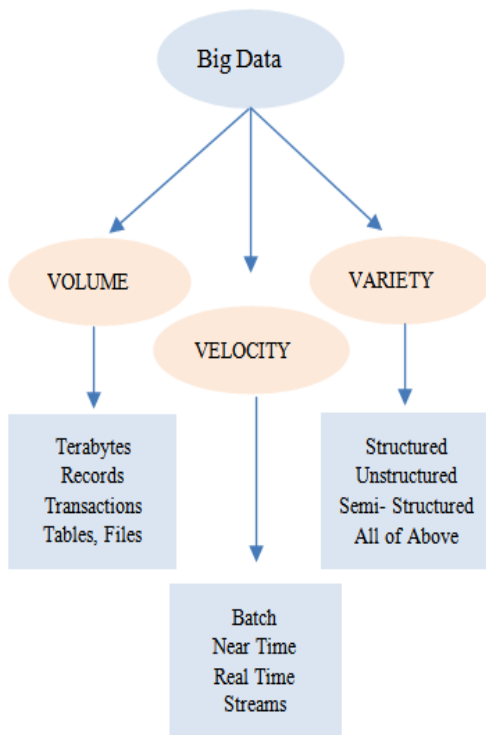 Big Data
VOLUME
VARIETY
VELOCITY
Terabytes
Records
Transactions
Tables, Files
Structured
Unstructured
Semi- Structured
All of Above
Batch
Near Time
Real Time
Streams